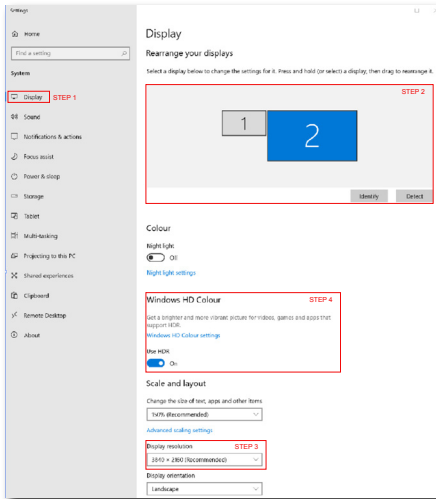 Settings
Home
Find a setting
System
Display STEP 1
Sound
Notifications & actions
Focus assist
Power & sleep
Storage
Tablet
Multi-tasking
Projecting to this PC
Shared experiences
Clipboard
Remote Desktop
About
Display
Rearrange your displays
Select a display below to change the settings for it. Press and hold (or select) a display, then drag to rearrange it.
STEP 2
1 2
Identify Detect
Colour
Night light
Off
Night light settings
Windows HD Colour STEP 4
Get a brighter and more vibrant picture for videos, games and apps that
support HDR.
Windows HD Colour settings
Use HDR
On
Scale and layout
Change the size of text, apps and other items
150% (Recommended)
Advanced scaling settings
Display resolution STEP 3
3840 × 2160 (Recommended)
Display orientation
Landscape